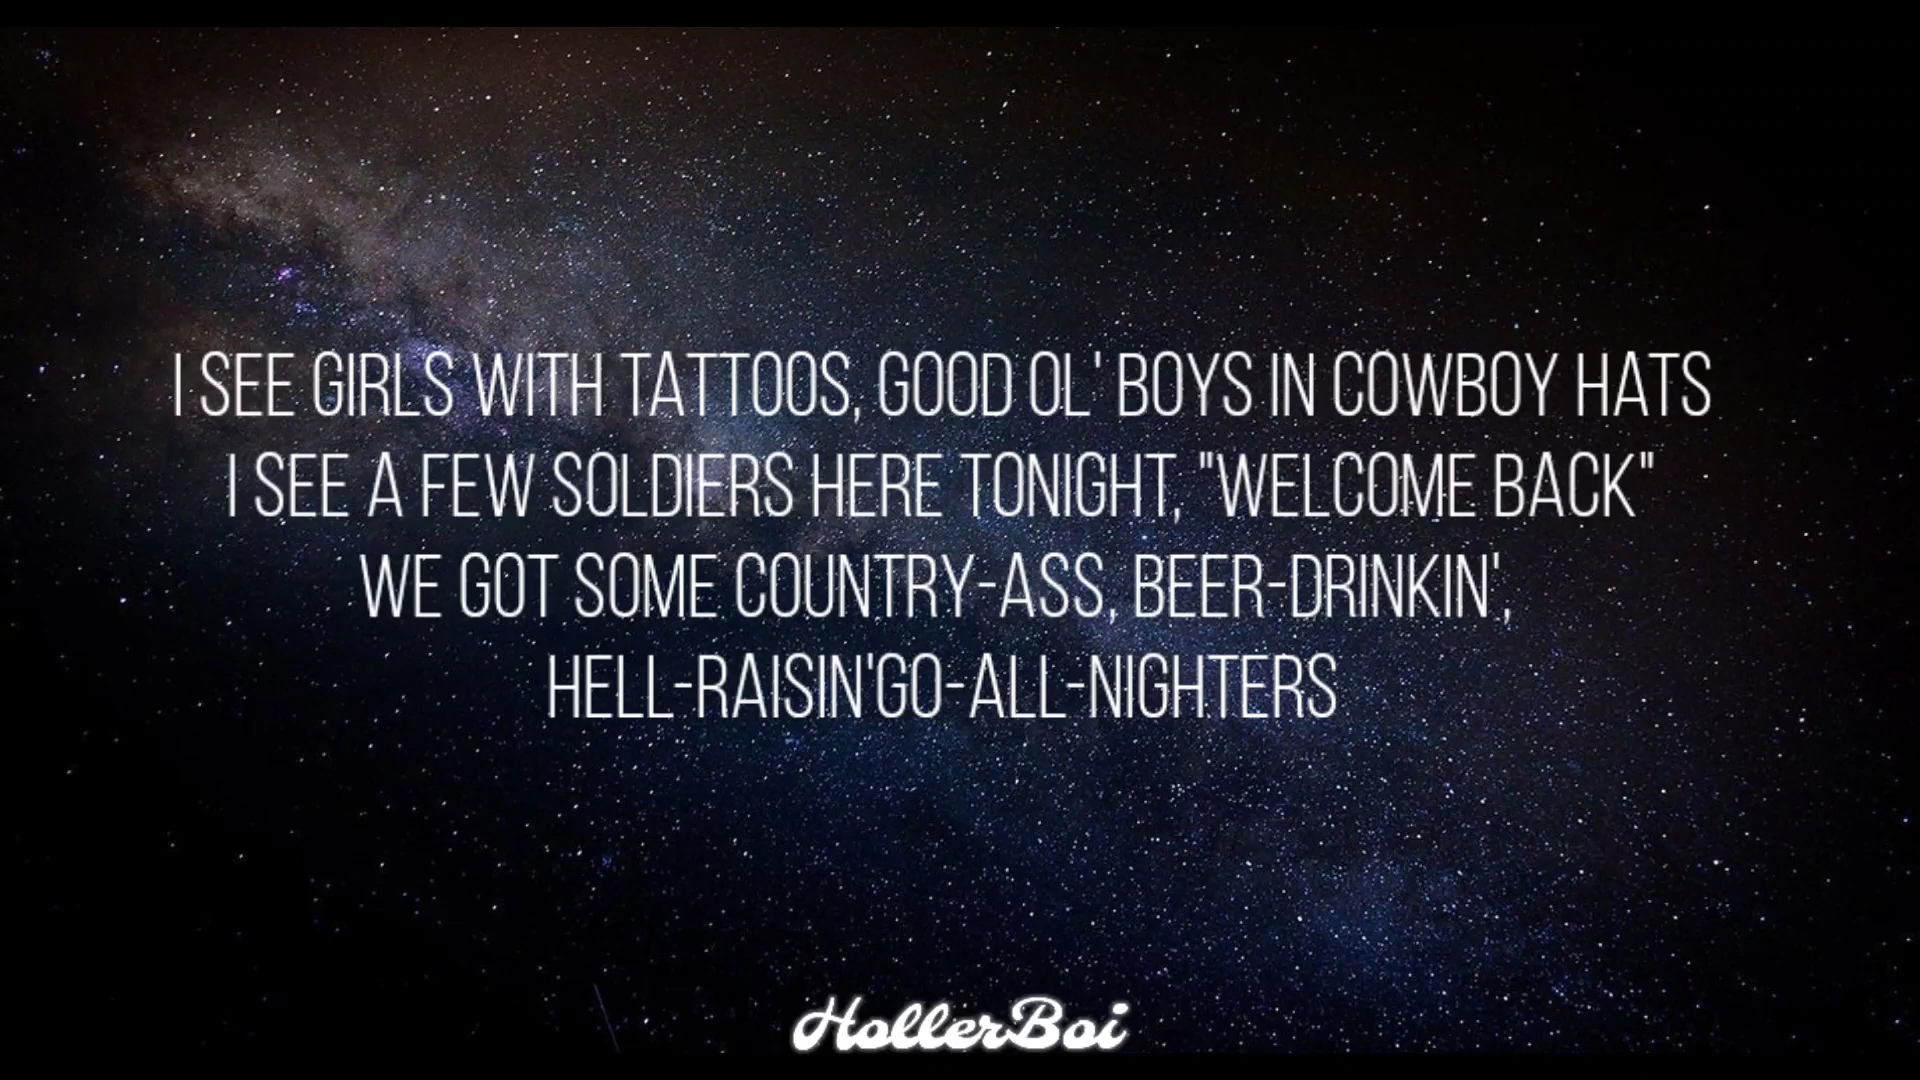 I SEE GIRLS WITH TATTOOS, GOOD OL' BOYS IN COWBOY HATS
I SEE A FEW SOLDIERS HERE TONIGHT, "WELCOME BACK"
WE GOT SOME COUNTRY-ASS, BEER-DRINKIN',
HELL-RAISIN'GO-ALL-NIGHTERS
HollerBoi